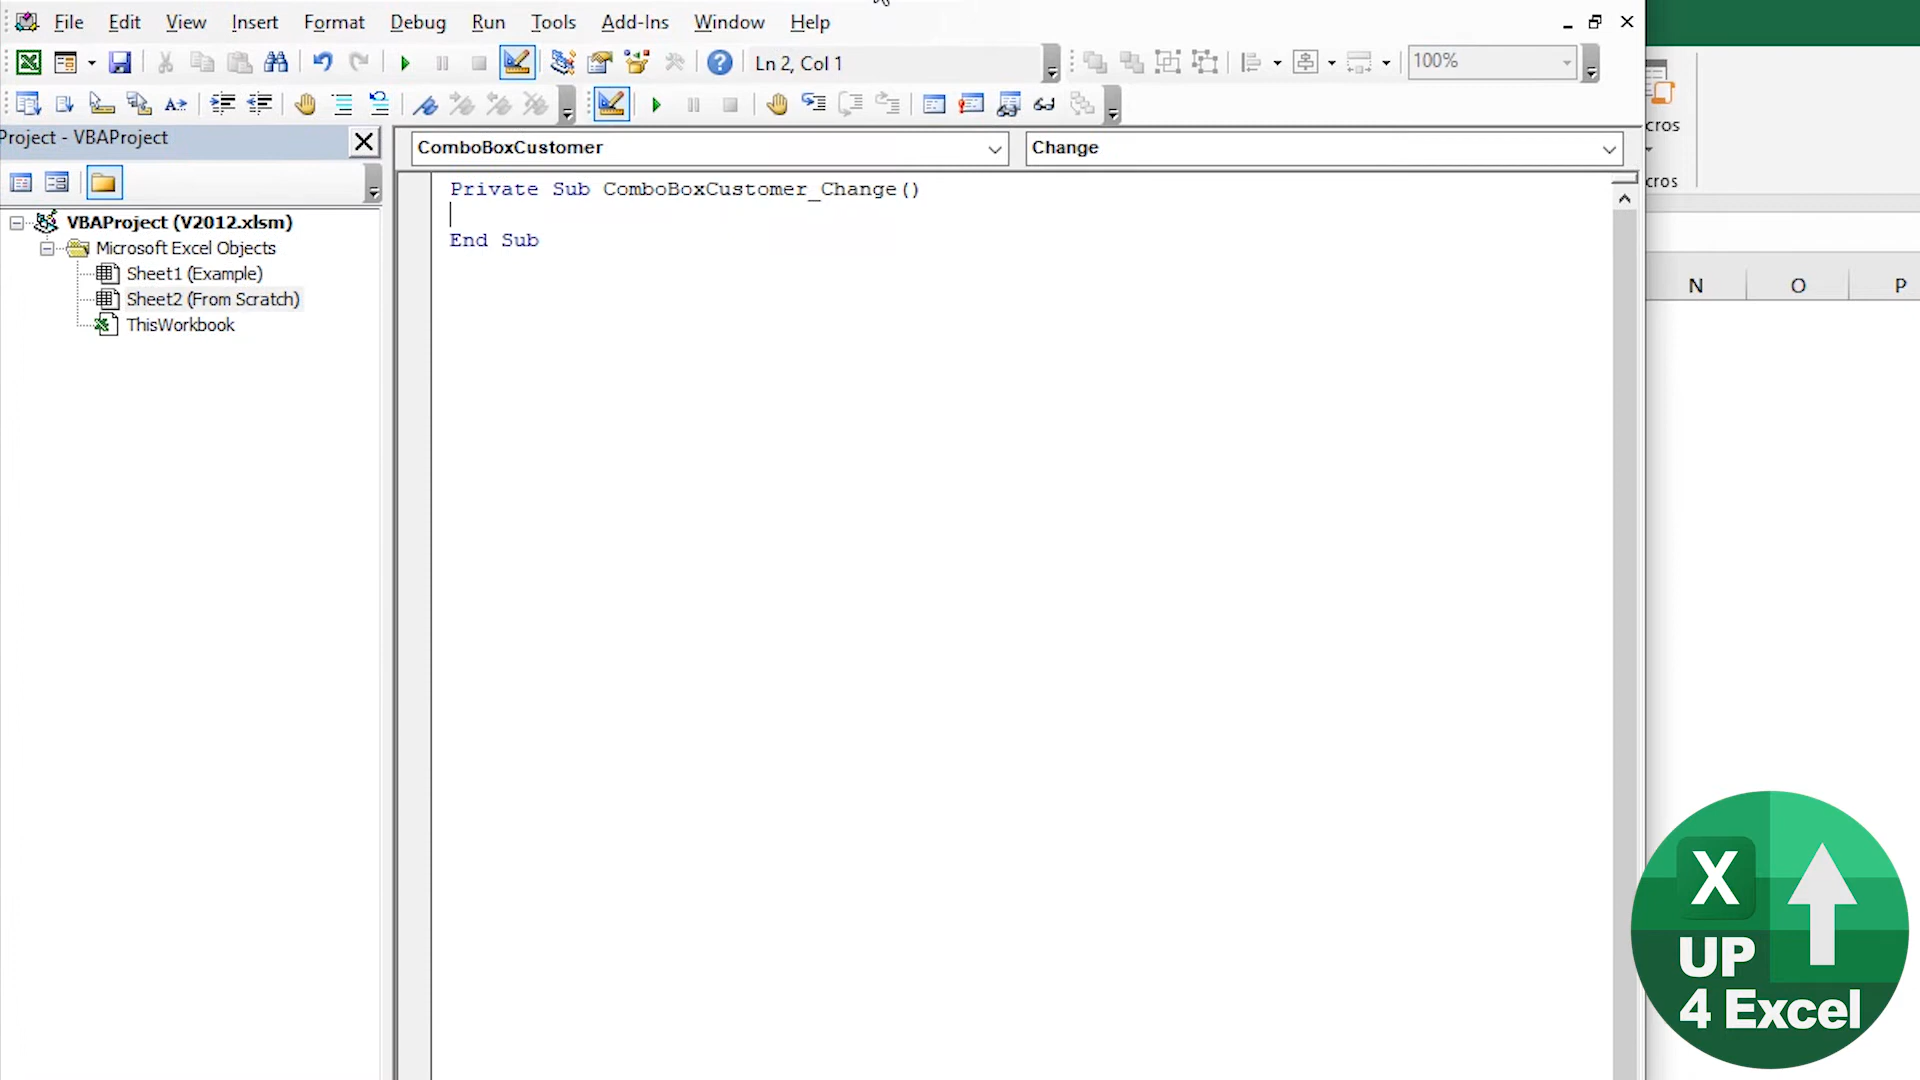 File Edit View Insert Format Debug Run Tools Add-Ins Window Help
Ln 2, Col 1
100%
Project - VBAProject
ComboBoxCustomer
Change
VBAProject (V2012.xlsm)
Microsoft Excel Objects
Sheet1 (Example)
Sheet2 (From Scratch)
ThisWorkbook
Private Sub ComboBoxCustomer_Change()
End Sub
cros
cros
N O P
X
UP
4 Excel